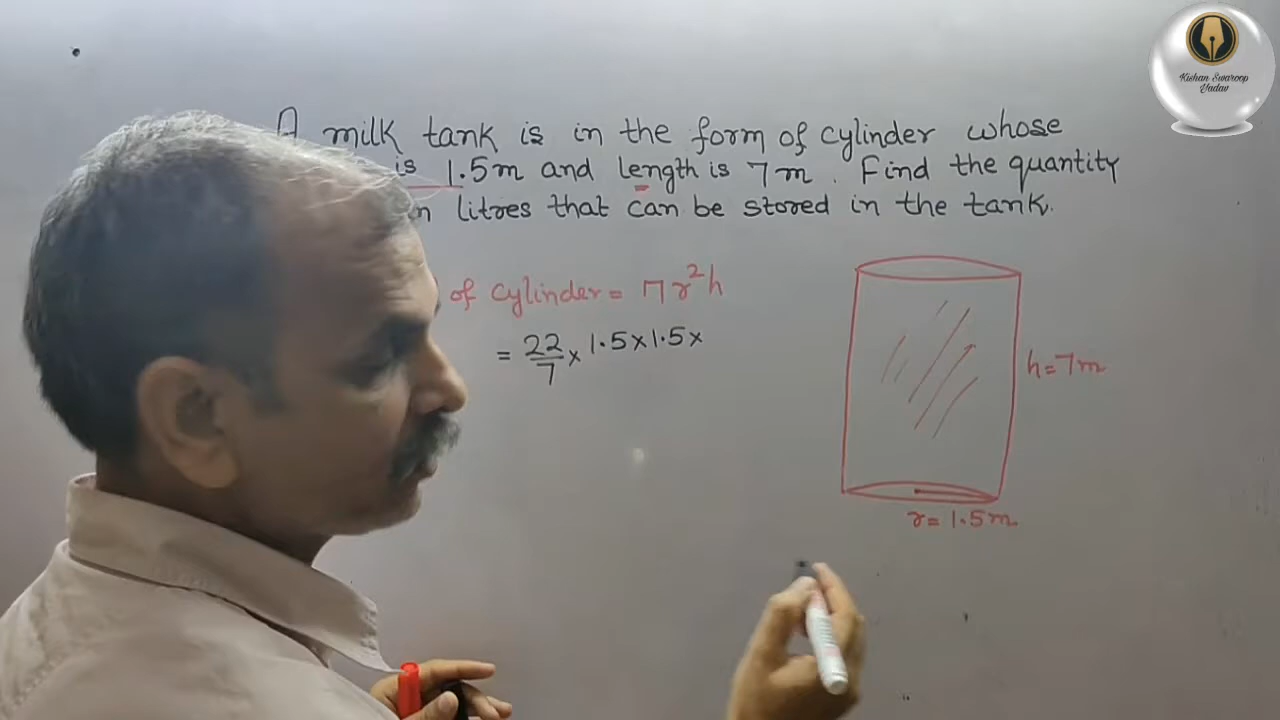 A milk tank is in the form of cylinder whose
is 1.5m and length is 7m. Find the quantity
n litres that can be stored in the tank.
of cylinder = πr²h
= 22/7 × 1.5 × 1.5 ×
h = 7m
r = 1.5m
Kishan Swaroop
Yadav